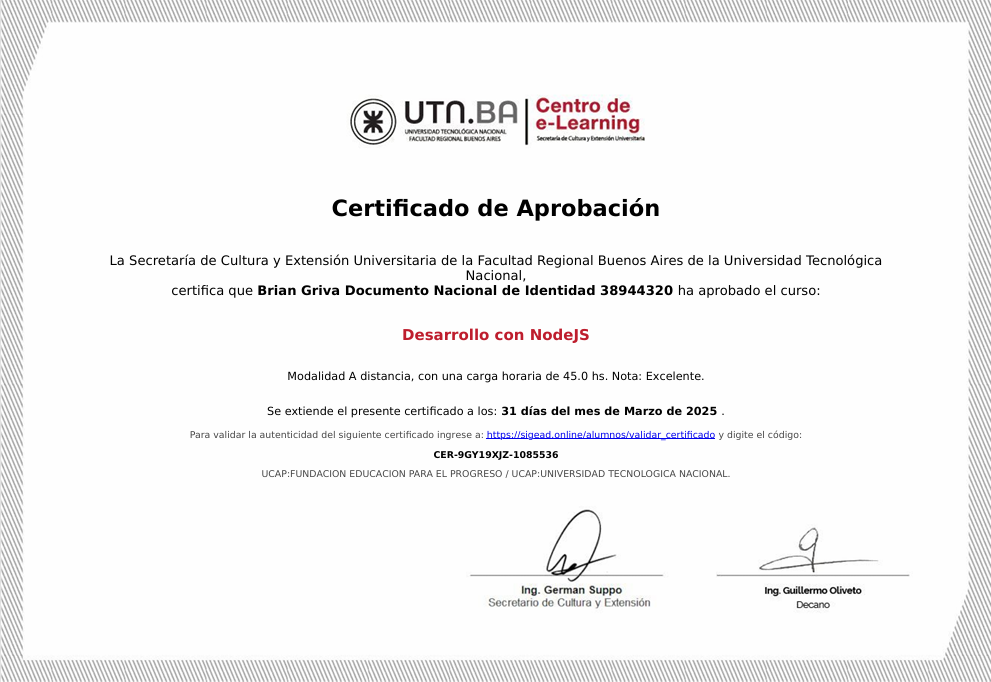 UTN.BA
UNIVERSIDAD TECNOLÓGICA NACIONAL
FACULTAD REGIONAL BUENOS AIRES
Centro de
e-Learning
Secretaría de Cultura y Extensión Universitaria
Certificado de Aprobación
La Secretaría de Cultura y Extensión Universitaria de la Facultad Regional Buenos Aires de la Universidad Tecnológica
Nacional,
certifica que Brian Griva Documento Nacional de Identidad 38944320 ha aprobado el curso:
Desarrollo con NodeJS
Modalidad A distancia, con una carga horaria de 45.0 hs. Nota: Excelente.
Se extiende el presente certificado a los: 31 días del mes de Marzo de 2025 .
Para validar la autenticidad del siguiente certificado ingrese a: https://sigead.online/alumnos/validar_certificado y digite el código:
CER-9GY19XJZ-1085536
UCAP:FUNDACION EDUCACION PARA EL PROGRESO / UCAP:UNIVERSIDAD TECNOLOGICA NACIONAL.
Ing. German Suppo
Secretario de Cultura y Extensión
Ing. Guillermo Oliveto
Decano